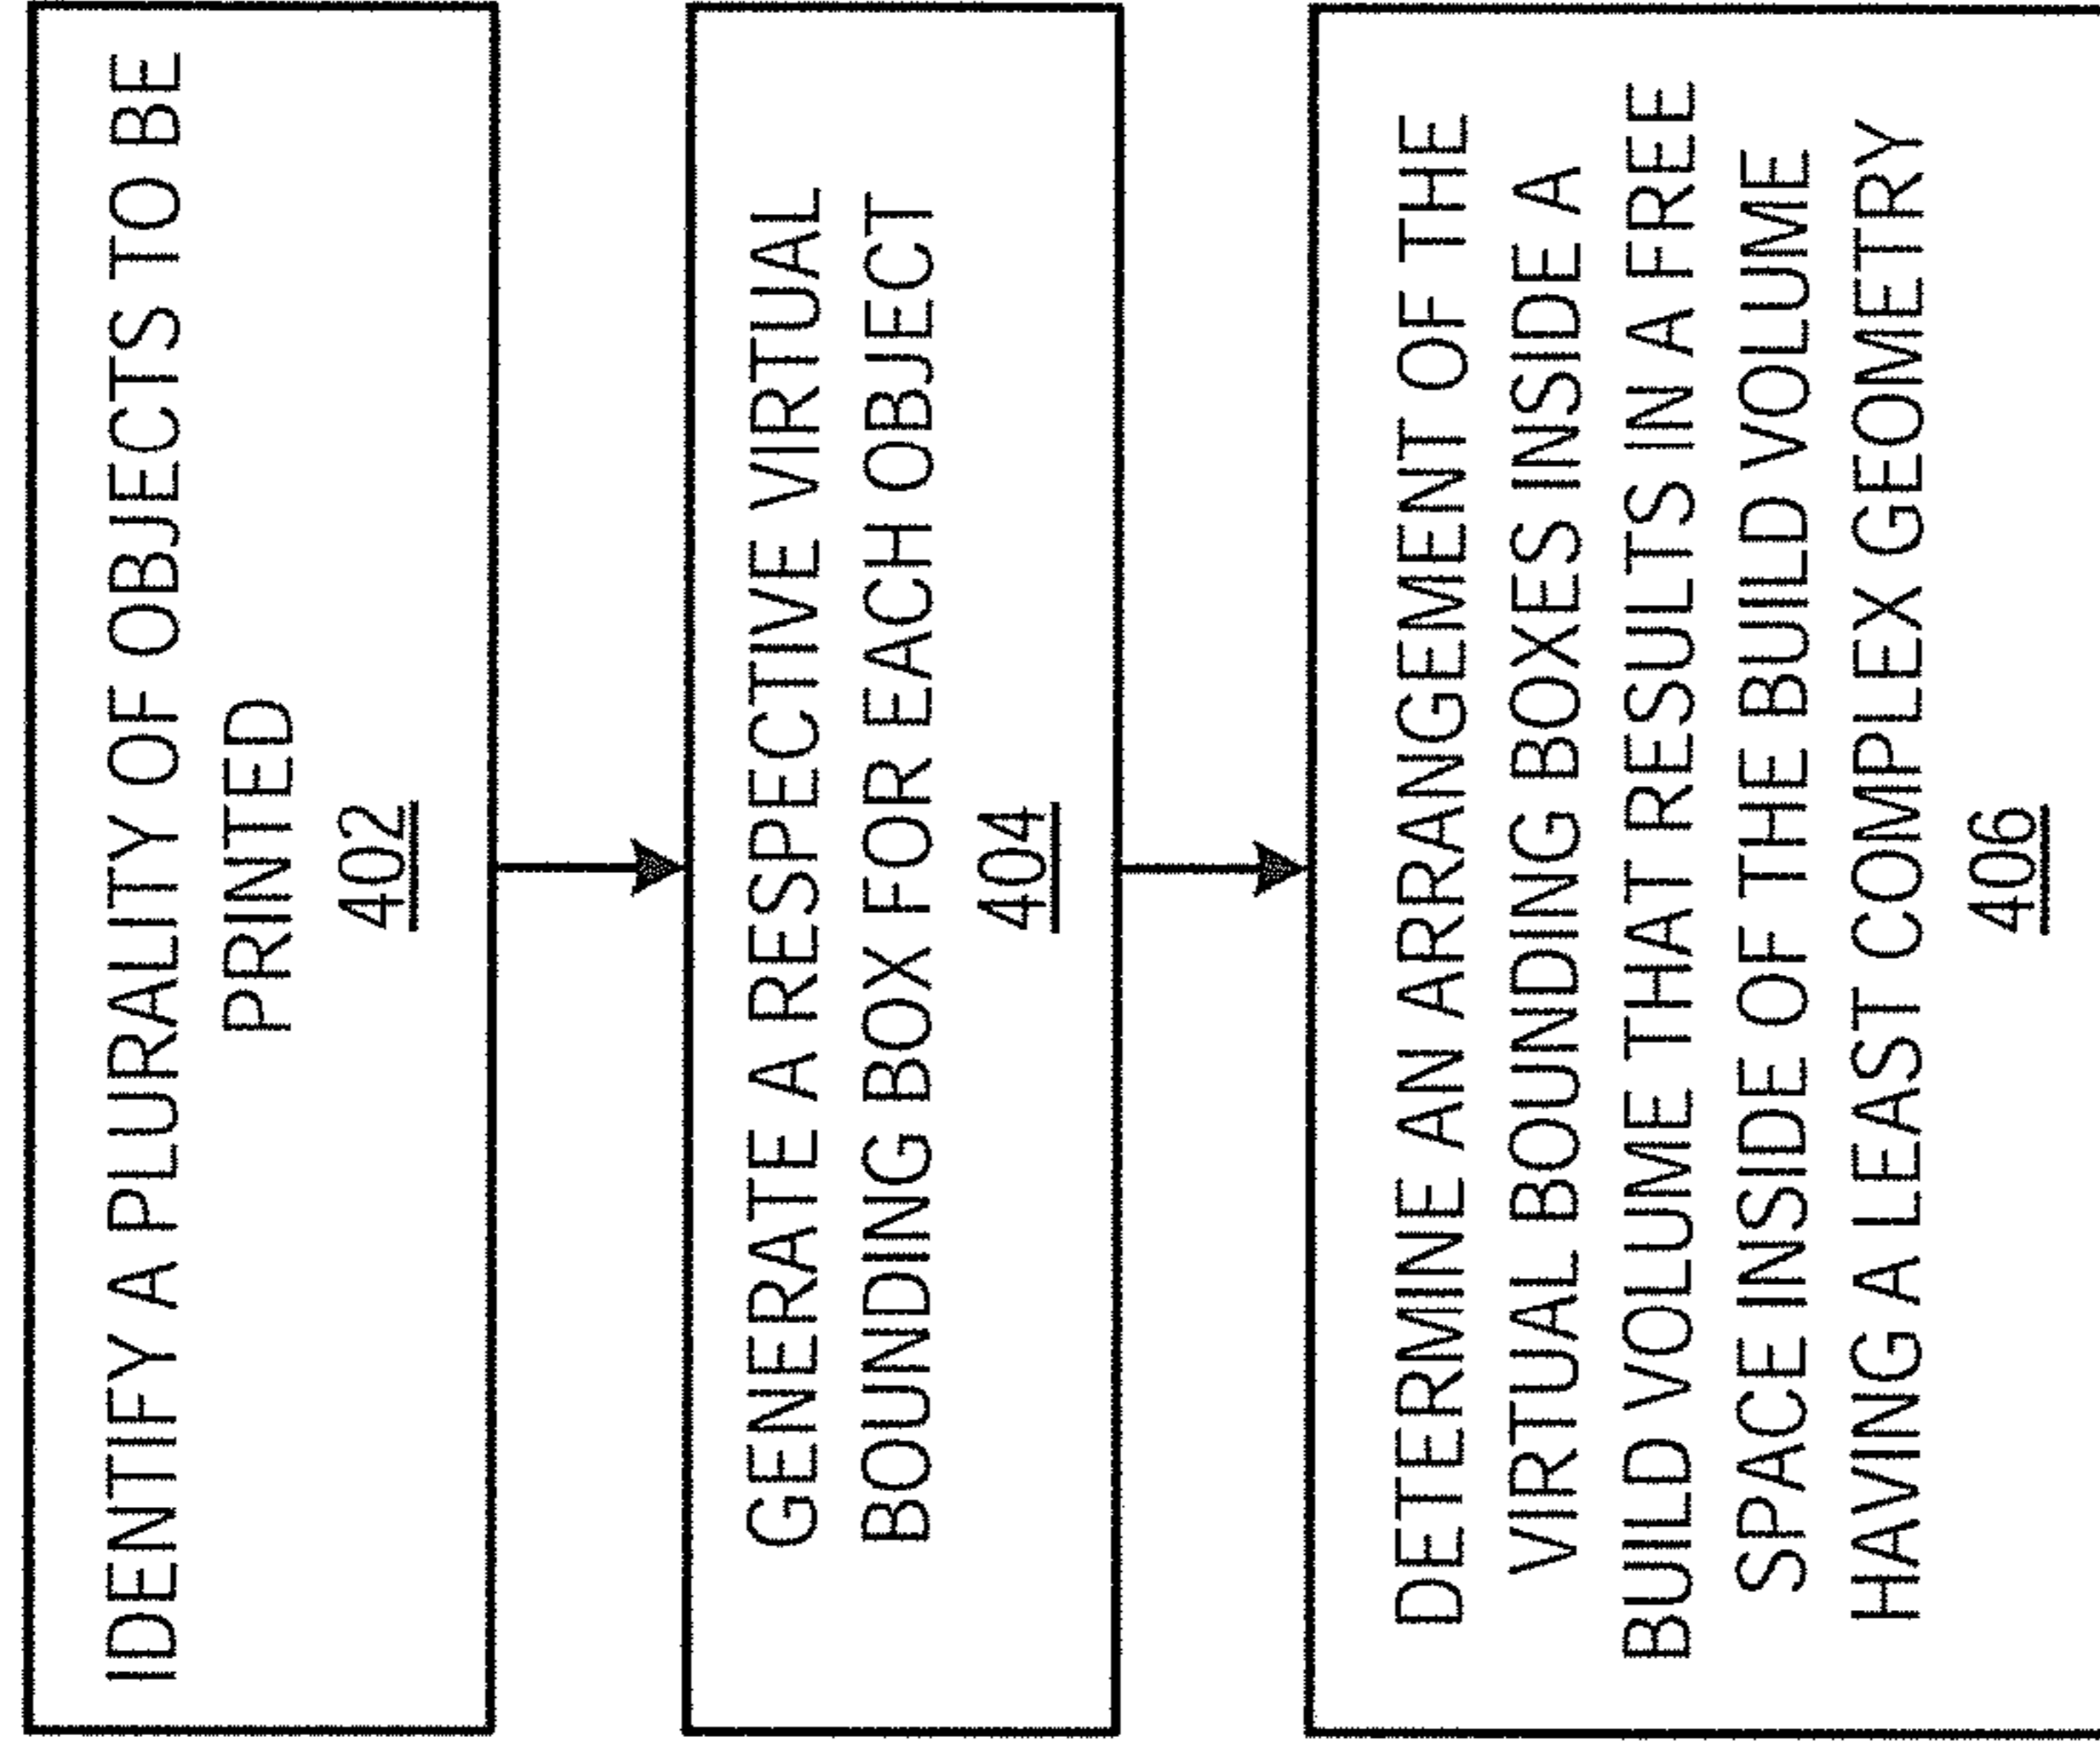 IDENTIFY A PLURALITY OF OBJECTS TO BE
PRINTED
402
GENERATE A RESPECTIVE VIRTUAL
BOUNDING BOX FOR EACH OBJECT
404
DETERMINE AN ARRANGEMENT OF THE
VIRTUAL BOUNDING BOXES INSIDE A
BUILD VOLUME THAT RESULTS IN A FREE
SPACE INSIDE OF THE BUILD VOLUME
HAVING A LEAST COMPLEX GEOMETRY
406